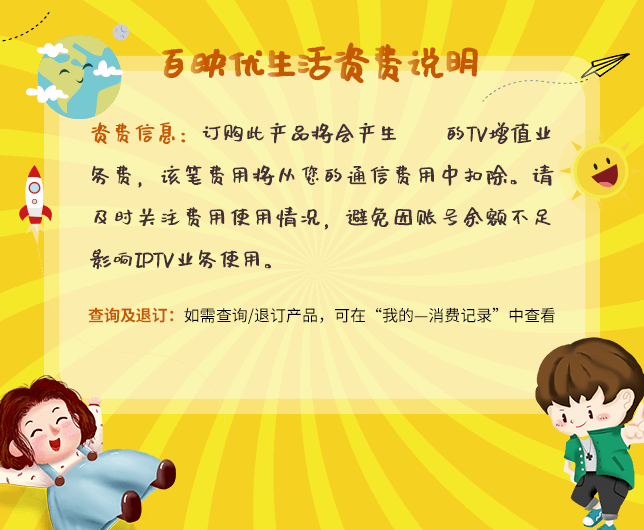 百映优生活资费说明
资费信息：订购此产品将会产生 的TV增值业
务费，该笔费用将从您的通信费用中扣除。请
及时关注费用使用情况，避免因账号余额不足
影响IPTV业务使用。
查询及退订：如需查询/退订产品，可在“我的—消费记录”中查看